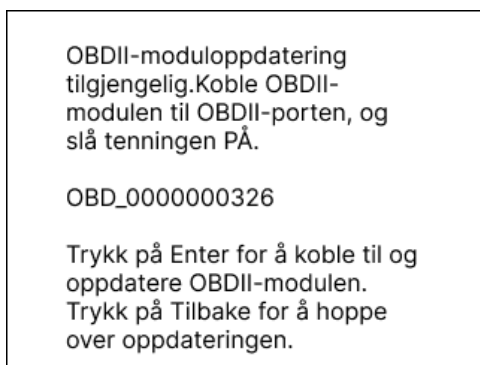 OBDII-moduloppdatering
tilgjengelig.Koble OBDII-
modulen til OBDII-porten, og
slå tenningen PÅ.
OBD_0000000326
Trykk på Enter for å koble til og
oppdatere OBDII-modulen.
Trykk på Tilbake for å hoppe
over oppdateringen.